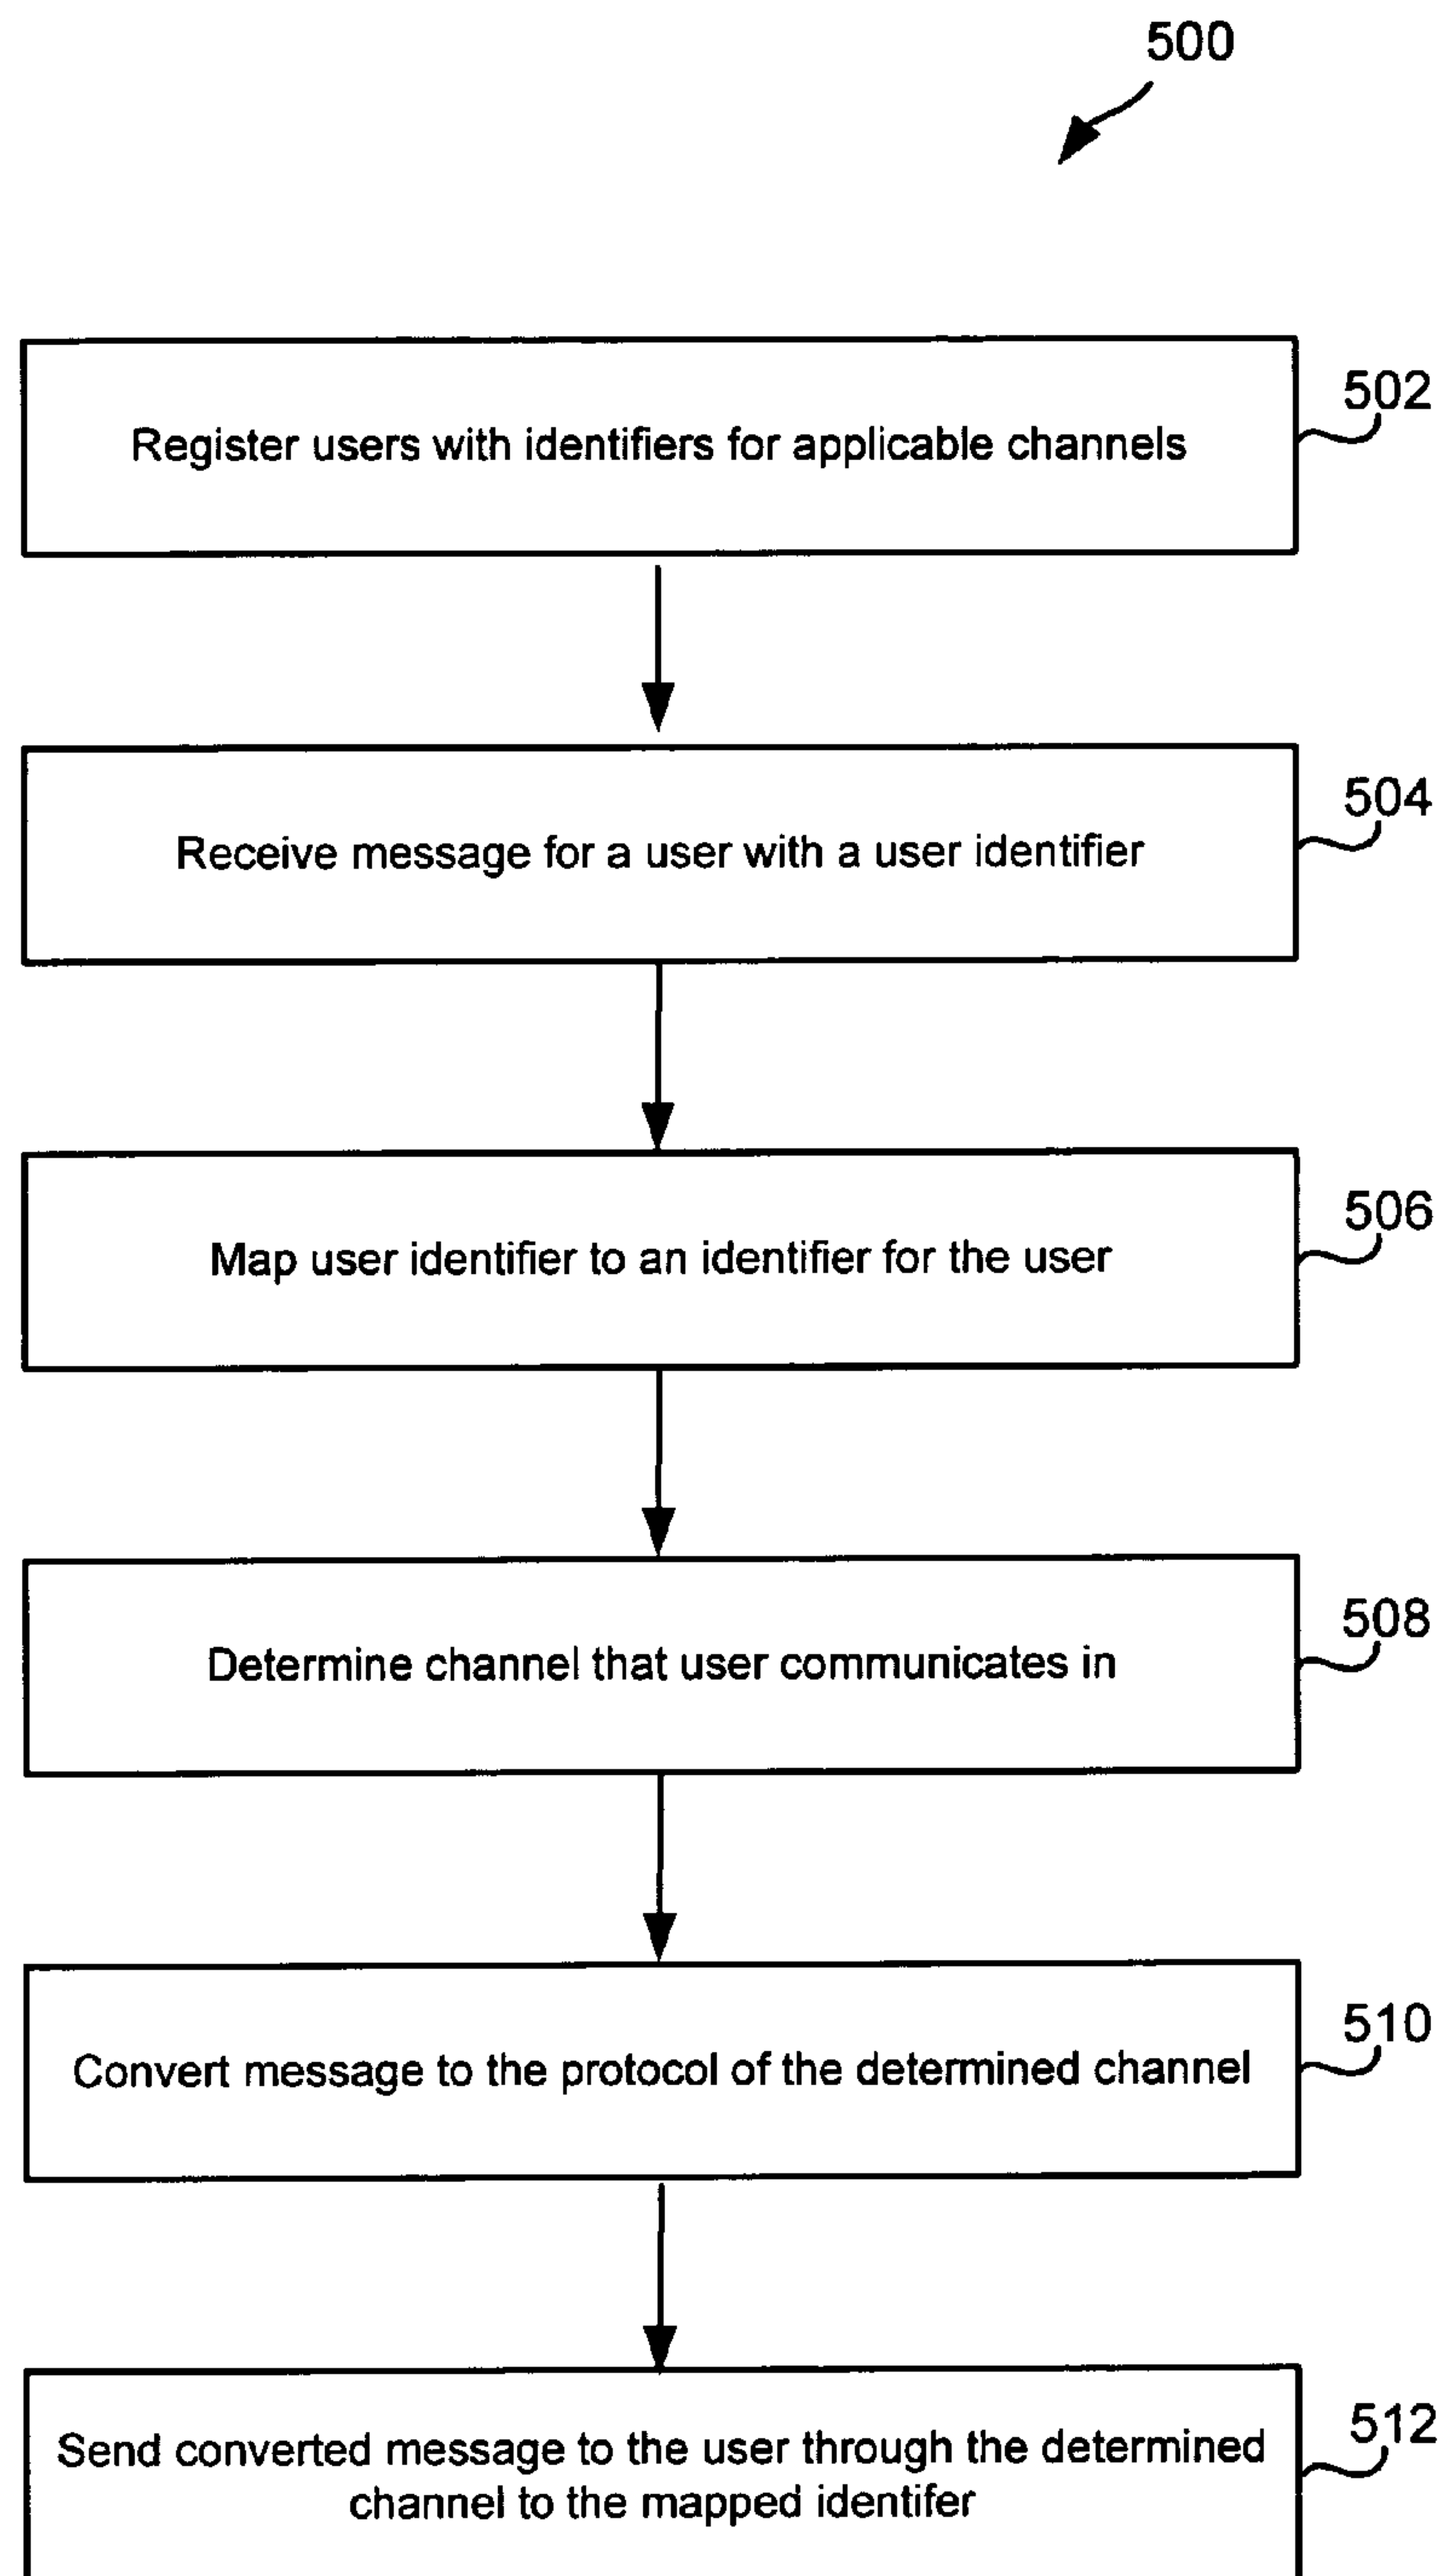 500
Register users with identifiers for applicable channels
502
Receive message for a user with a user identifier
504
Map user identifier to an identifier for the user
506
Determine channel that user communicates in
508
Convert message to the protocol of the determined channel
510
Send converted message to the user through the determined
channel to the mapped identifer
512